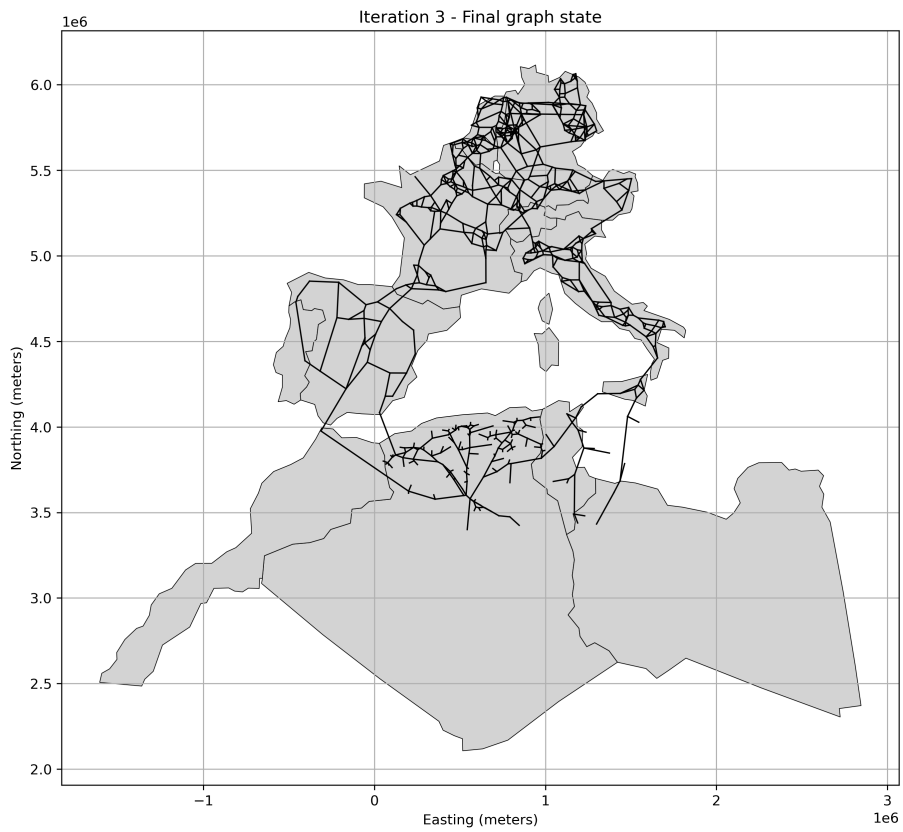 Iteration 3 - Final graph state
1e6
6.0
5.5
5.0
4.5
4.0
3.5
3.0
2.5
2.0
Northing (meters)
−1
0
1
2
3
1e6
Easting (meters)